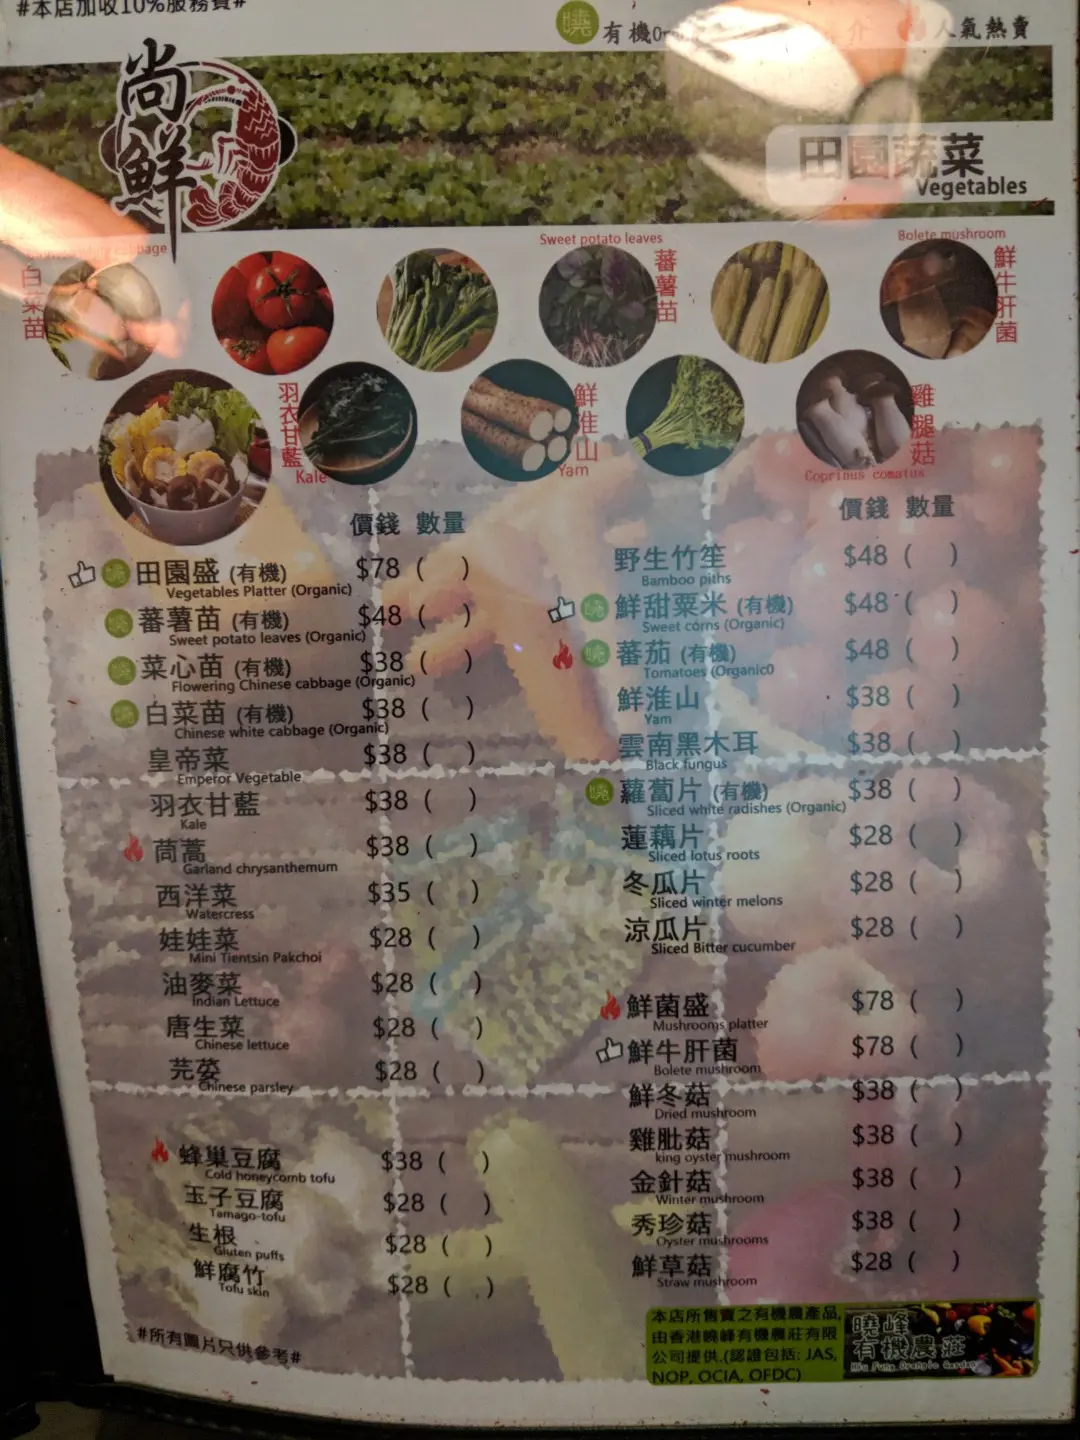 #本店加收10%服務費#
曉 有機
介
人氣熱賣
尚鮮
田園蔬菜
Vegetables
白菜苗
Sweet potato leaves
蕃薯苗
Bolete mushroom
鮮牛肝菌
羽衣甘藍
Kale
鮮淮山
Yam
雞腿菇
Coprinus comatus
價錢 數量
曉 田園盛 (有機) $78 ( )
Vegetables Platter (Organic)
曉 蕃薯苗 (有機) $48 ( )
Sweet potato leaves (Organic)
曉 菜心苗 (有機) $38 ( )
Flowering Chinese cabbage (Organic)
曉 白菜苗 (有機) $38 ( )
Chinese white cabbage (Organic)
皇帝菜 $38 ( )
Emperor Vegetable
羽衣甘藍 $38 ( )
Kale
茼蒿 $38 ( )
Garland chrysanthemum
西洋菜 $35 ( )
Watercress
娃娃菜 $28 ( )
Mini Tientsin Pakchoi
油麥菜 $28 ( )
Indian Lettuce
唐生菜 $28 ( )
Chinese lettuce
芫荽 $28 ( )
Chinese parsley
蜂巢豆腐 $38 ( )
Cold honeycomb tofu
玉子豆腐 $28 ( )
Tamago-tofu
生根 $28 ( )
Gluten puffs
鮮腐竹 $28 ( )
Tofu skin
#所有圖片只供參考#
價錢 數量
野生竹笙 $48 ( )
Bamboo piths
曉 鮮甜粟米 (有機) $48 ( )
Sweet corns (Organic)
曉 蕃茄 (有機) $48 ( )
Tomatoes (Organic0
鮮淮山 $38 ( )
Yam
雲南黑木耳 $38 ( )
Black fungus
曉 蘿蔔片 (有機) $38 ( )
Sliced white radishes (Organic)
蓮藕片 $28 ( )
Sliced lotus roots
冬瓜片 $28 ( )
Sliced winter melons
涼瓜片 $28 ( )
Sliced Bitter cucumber
鮮菌盛 $78 ( )
Mushrooms platter
鮮牛肝菌 $78 ( )
Bolete mushroom
鮮冬菇 $38 ( )
Dried mushroom
雞肶菇 $38 ( )
king oyster mushroom
金針菇 $38 ( )
Winter mushroom
秀珍菇 $38 ( )
Oyster mushrooms
鮮草菇 $28 ( )
Straw mushroom
本店所售賣之有機農產品,
由香港曉峰有機農莊有限
公司提供.(認證包括: JAS,
NOP, OCIA, OFDC)
曉峰
有機農莊